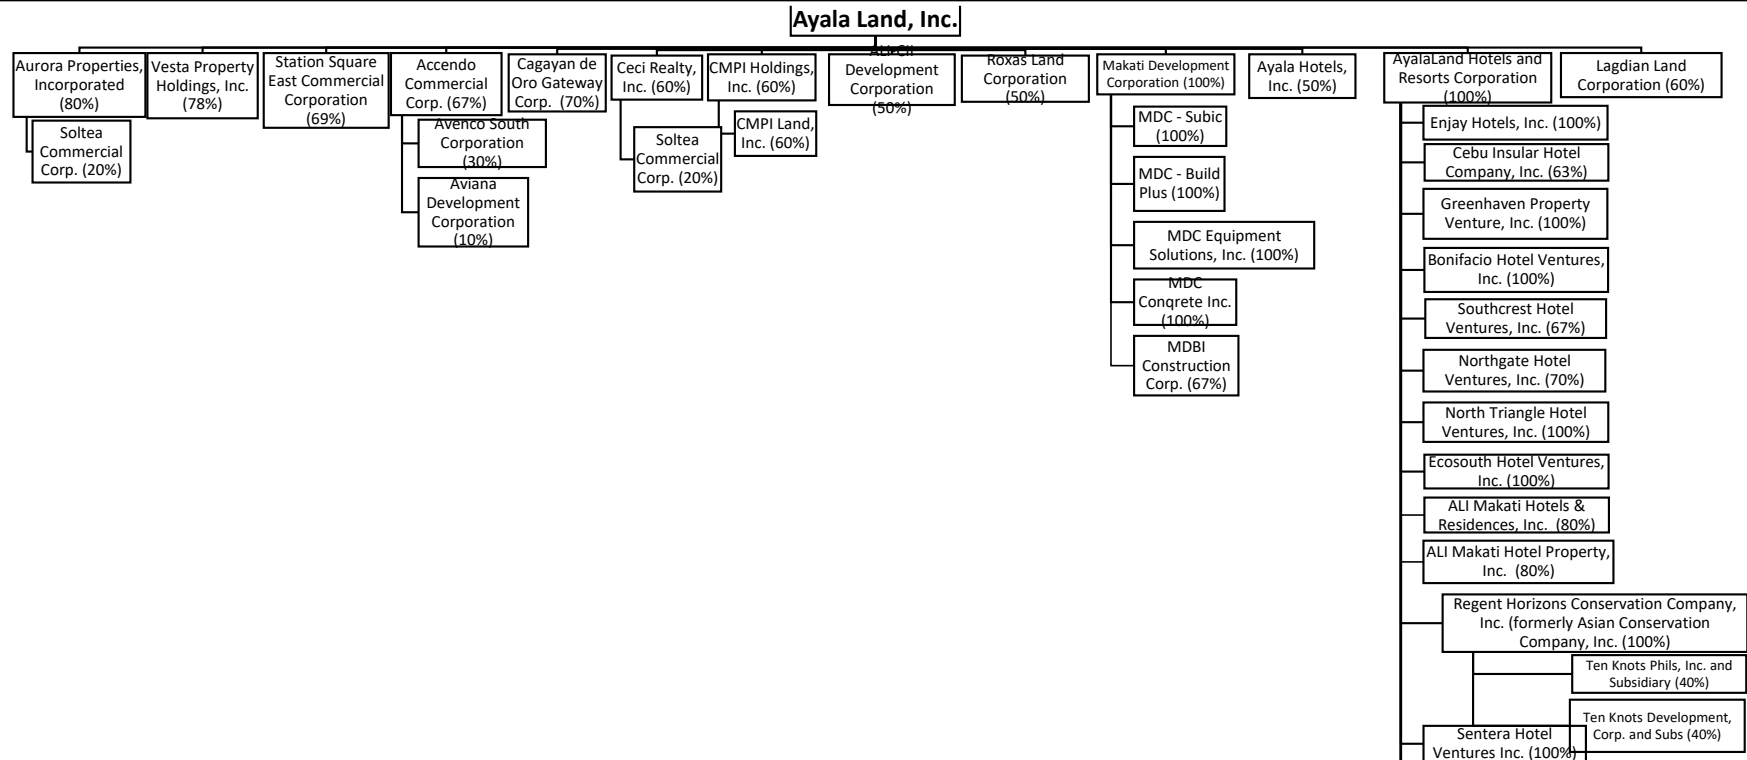 Ayala Land, Inc.
Aurora Properties,
Incorporated
(80%)
Soltea
Commercial
Corp. (20%)
Vesta Property
Holdings, Inc.
(78%)
Station Square
East Commercial
Corporation
(69%)
Accendo
Commercial
Corp. (67%)
Avenco South
Corporation
(30%)
Aviana
Development
Corporation
(10%)
Cagayan de
Oro Gateway
Corp. (70%)
Ceci Realty,
Inc. (60%)
Soltea
Commercial
Corp. (20%)
CMPI Holdings,
Inc. (60%)
CMPI Land,
Inc. (60%)
ALI-CII
Development
Corporation
(50%)
Roxas Land
Corporation
(50%)
Makati Development
Corporation (100%)
MDC - Subic
(100%)
MDC - Build
Plus (100%)
MDC Equipment
Solutions, Inc. (100%)
MDC
Conqrete Inc.
(100%)
MDBI
Construction
Corp. (67%)
Ayala Hotels,
Inc. (50%)
AyalaLand Hotels and
Resorts Corporation
(100%)
Enjay Hotels, Inc. (100%)
Cebu Insular Hotel
Company, Inc. (63%)
Greenhaven Property
Venture, Inc. (100%)
Bonifacio Hotel Ventures,
Inc. (100%)
Southcrest Hotel
Ventures, Inc. (67%)
Northgate Hotel
Ventures, Inc. (70%)
North Triangle Hotel
Ventures, Inc. (100%)
Ecosouth Hotel Ventures,
Inc. (100%)
ALI Makati Hotels &
Residences, Inc. (80%)
ALI Makati Hotel Property,
Inc. (80%)
Regent Horizons Conservation Company,
Inc. (formerly Asian Conservation
Company, Inc. (100%)
Ten Knots Phils, Inc. and
Subsidiary (40%)
Ten Knots Development,
Corp. and Subs (40%)
Sentera Hotel
Ventures Inc. (100%)
Lagdian Land
Corporation (60%)